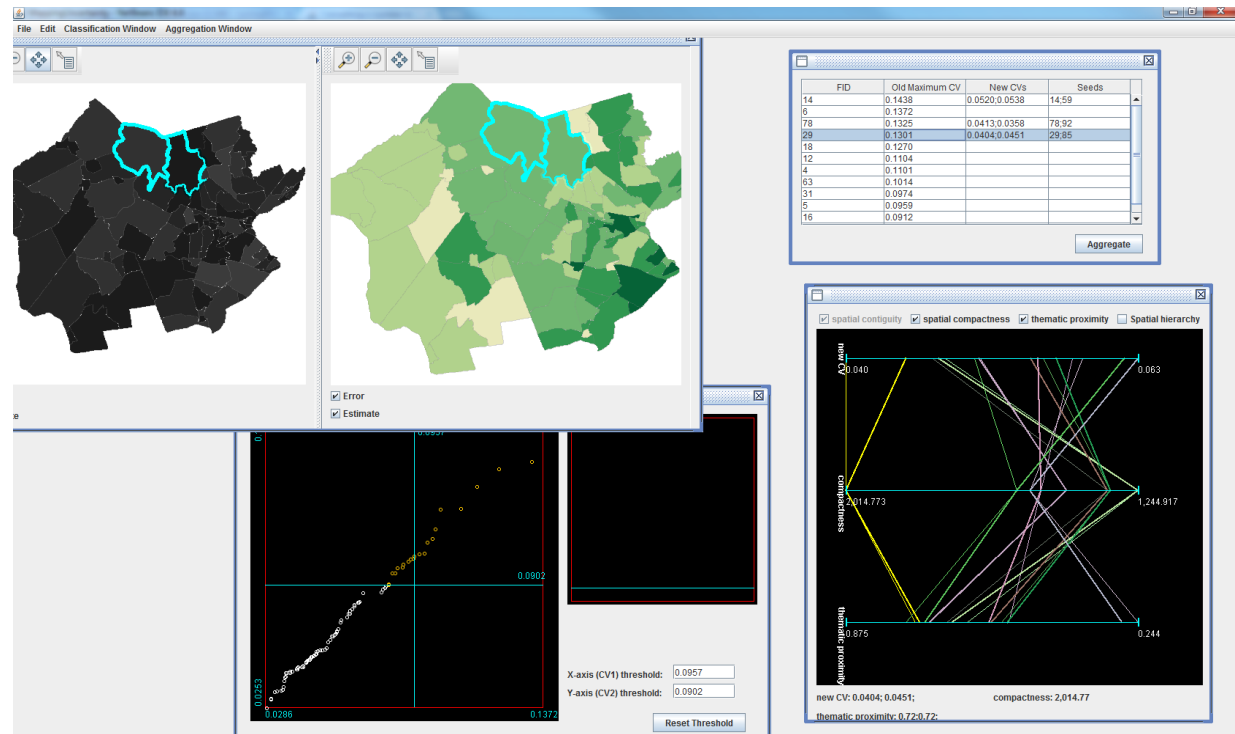 File Edit Classification Window Aggregation Window
Error
Estimate
FID Old Maximum CV New CVs Seeds
14 0.1438 0.0520;0.0538 14;59
6 0.1372
78 0.1325 0.0413;0.0358 78;92
29 0.1301 0.0404;0.0451 29;85
18 0.1270
12 0.1104
4 0.1101
63 0.1014
31 0.0974
5 0.0959
16 0.0912
Aggregate
spatial contiguity spatial compactness thematic proximity Spatial hierarchy
new CV
0.040 0.063
compactness
2,014.773 1,244.917
thematic proximity
0.875 0.244
new CV: 0.0404; 0.0451; compactness: 2,014.77
thematic proximity: 0.72;0.72;
0.0957
0.0902
0.0253
0.0286 0.1372
X-axis (CV1) threshold: 0.0957
Y-axis (CV2) threshold: 0.0902
Reset Threshold